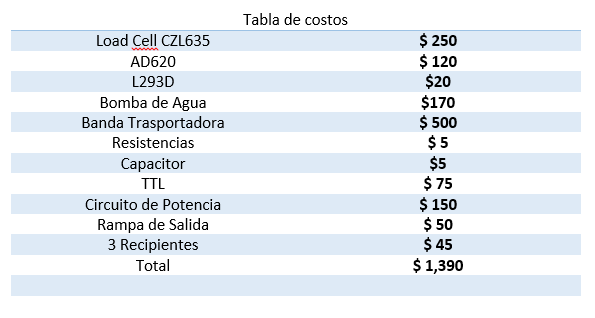 Tabla de costos
Load Cell CZL635 $ 250
AD620 $ 120
L293D $20
Bomba de Agua $170
Banda Trasportadora $ 500
Resistencias $ 5
Capacitor $5
TTL $ 75
Circuito de Potencia $ 150
Rampa de Salida $ 50
3 Recipientes $ 45
Total $ 1,390